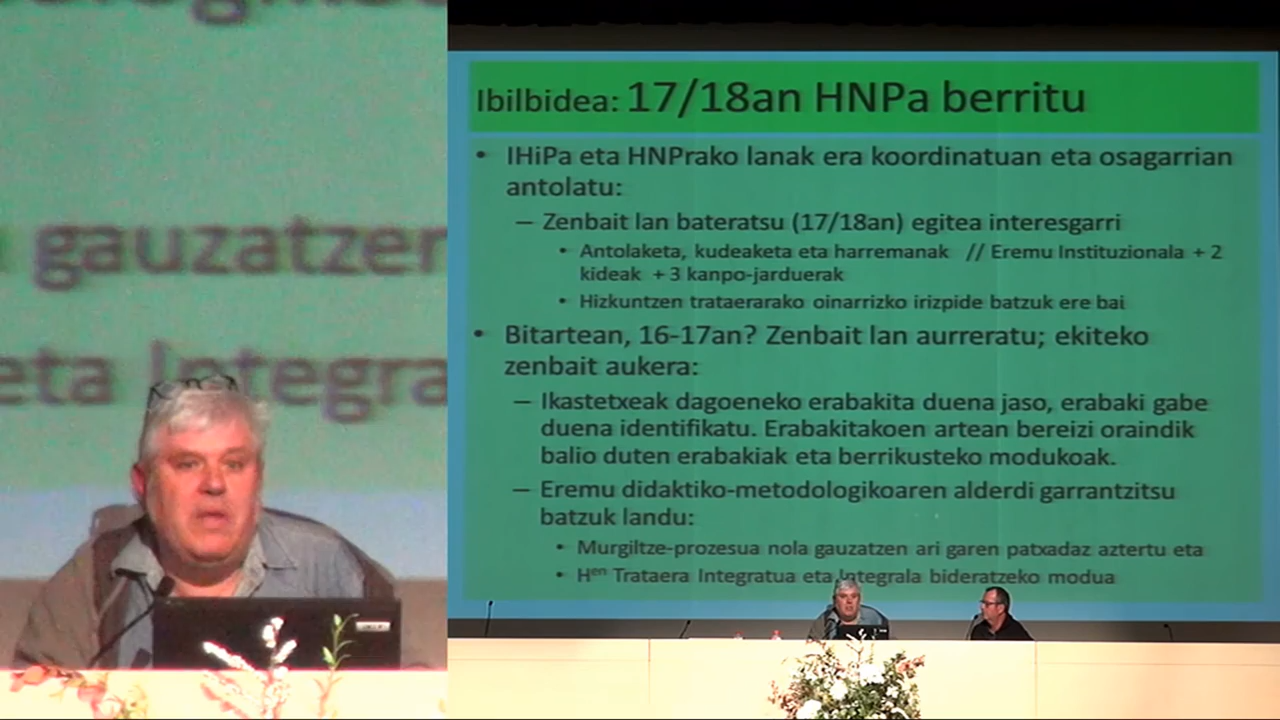 gauzatzen
eta Integra
Ibilbidea: 17/18an HNPa berritu
• IHiPa eta HNPrako lanak era koordinatuan eta osagarrian
antolatu:
– Zenbait lan bateratsu (17/18an) egitea interesgarri
• Antolaketa, kudeaketa eta harremanak // Eremu Instituzionala + 2
kideak + 3 kanpo-jarduerak
• Hizkuntzen trataerarako oinarrizko irizpide batzuk ere bai
• Bitartean, 16-17an? Zenbait lan aurreratu; ekiteko
zenbait aukera:
– Ikastetxeak dagoeneko erabakita duena jaso, erabaki gabe
duena identifikatu. Erabakitakoen artean bereizi oraindik
balio duten erabakiak eta berrikusteko modukoak.
– Eremu didaktiko-metodologikoaren alderdi garrantzitsu
batzuk landu:
• Murgiltze-prozesua nola gauzatzen ari garen patxadaz aztertu eta
• Hen Trataera Integratua eta Integrala bideratzeko modua